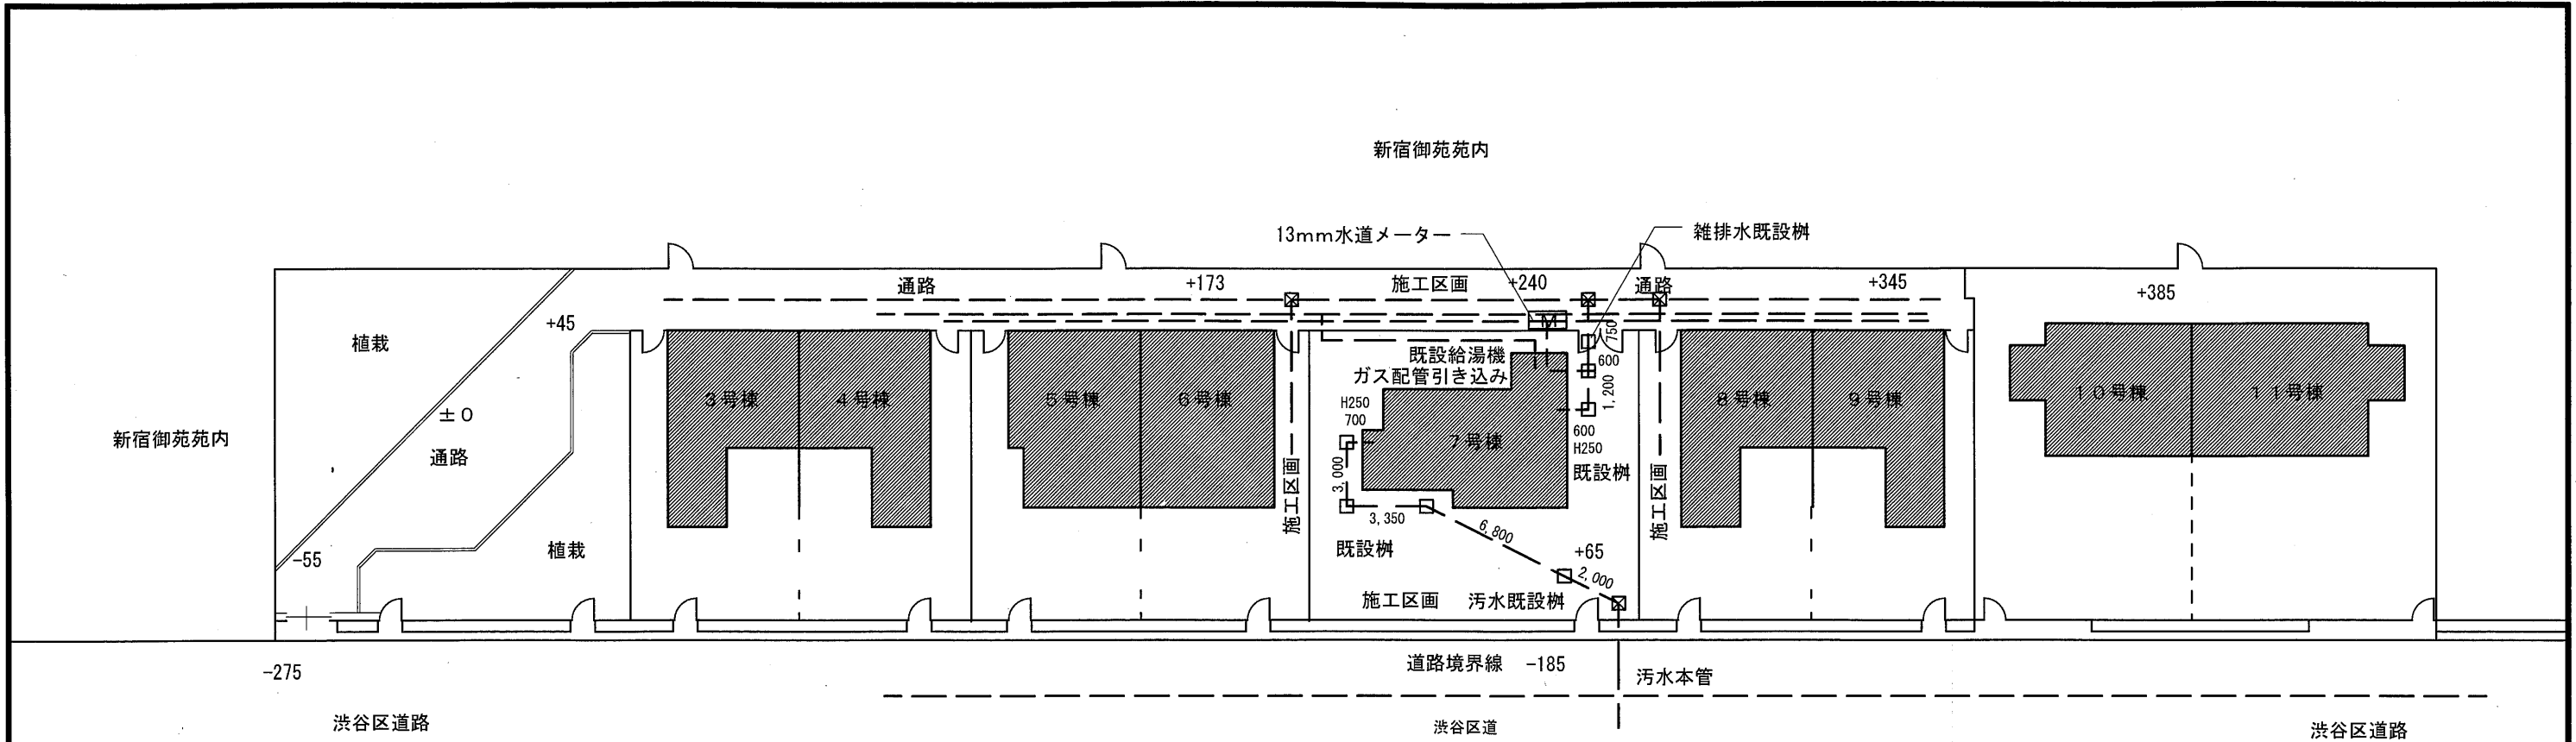 新宿御苑苑内
13mm水道メーター
雑排水既設桝
通路
+173
施工区画
+240
通路
+345
+385
+45
植栽
M
750
既設給湯機
ガス配管引き込み
600
1,200
H250
700
3号棟
4号棟
5号棟
6号棟
7号棟
8号棟
9号棟
10号棟
11号棟
±0
新宿御苑苑内
通路
600
H250
既設桝
3,000
施工区画
施工区画
3,350
6,800
既設桝
+65
2,000
植栽
-55
施工区画
汚水既設桝
道路境界線
-185
-275
汚水本管
渋谷区道路
渋谷区道
渋谷区道路